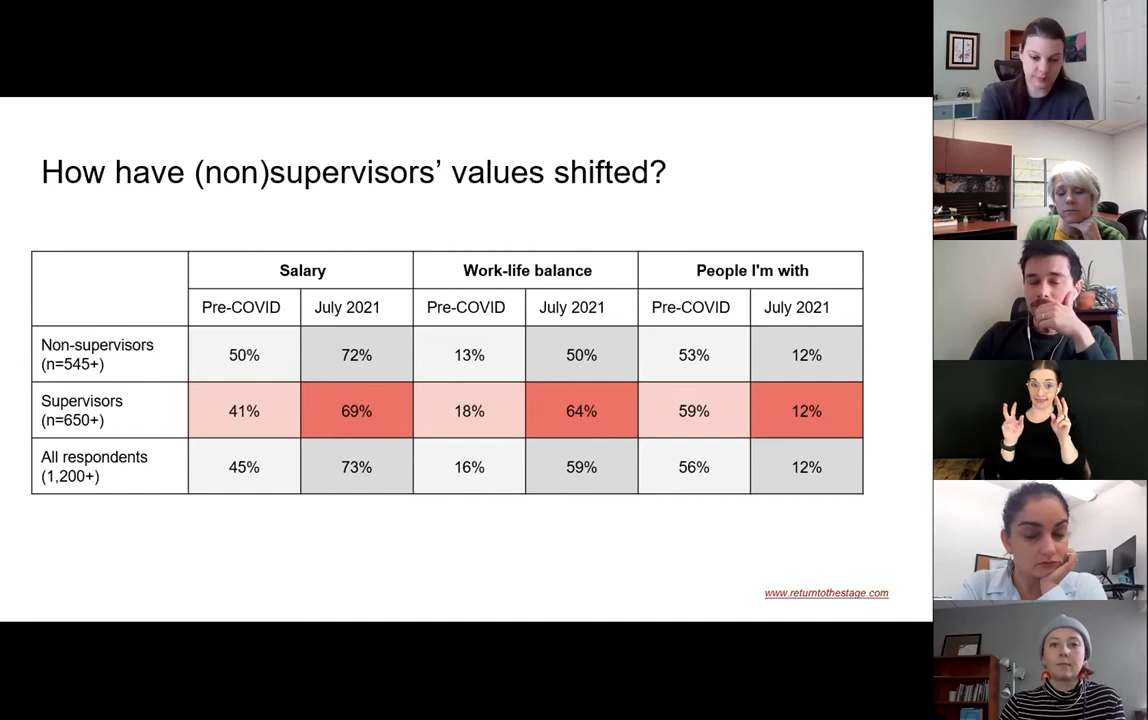 How have (non)supervisors’ values shifted?
Salary Work-life balance People I'm with
Pre-COVID July 2021 Pre-COVID July 2021 Pre-COVID July 2021
Non-supervisors
(n=545+) 50% 72% 13% 50% 53% 12%
Supervisors
(n=650+) 41% 69% 18% 64% 59% 12%
All respondents
(1,200+) 45% 73% 16% 59% 56% 12%
www.returntothestage.com